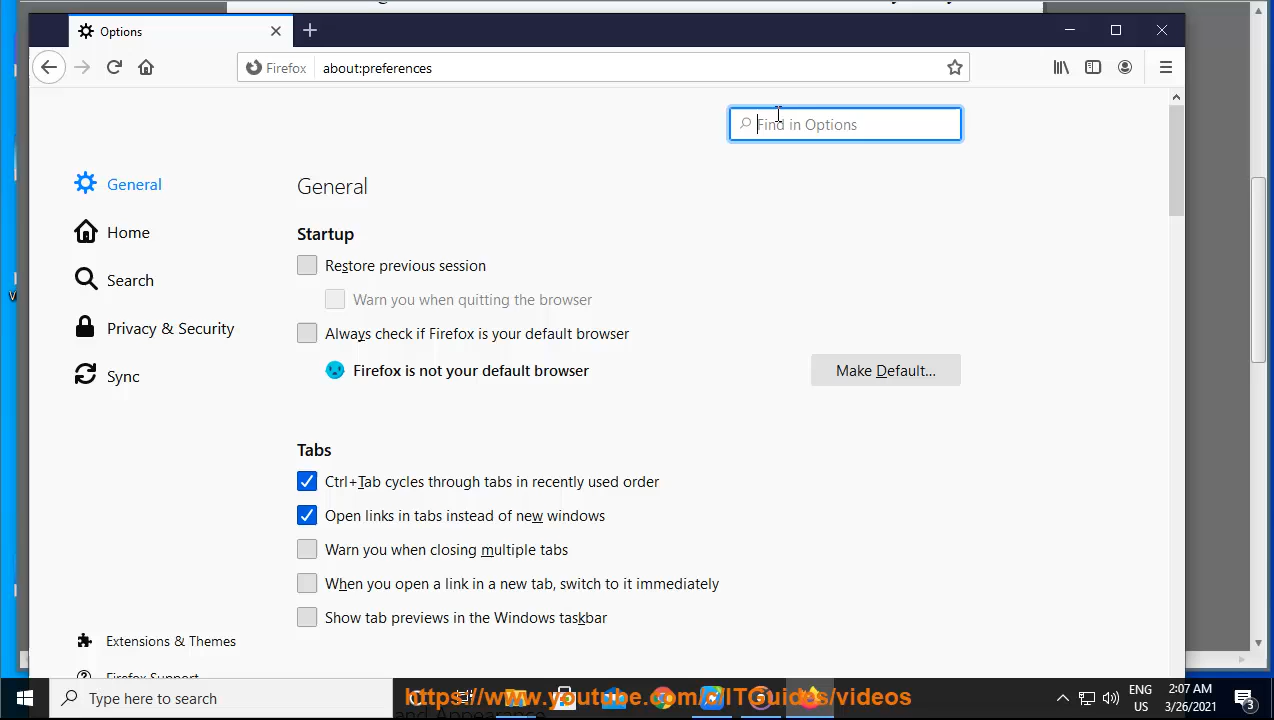 Options
Firefox
about:preferences
Find in Options
General
Home
Search
Privacy & Security
Sync
Extensions & Themes
General
Startup
Restore previous session
Warn you when quitting the browser
Always check if Firefox is your default browser
Firefox is not your default browser
Make Default...
Tabs
Ctrl+Tab cycles through tabs in recently used order
Open links in tabs instead of new windows
Warn you when closing multiple tabs
When you open a link in a new tab, switch to it immediately
Show tab previews in the Windows taskbar
Firefox Support
Type here to search
https://www.youtube.com/c/ITGuides/videos
ENG
US
2:07 AM
3/26/2021
3
and Appearance